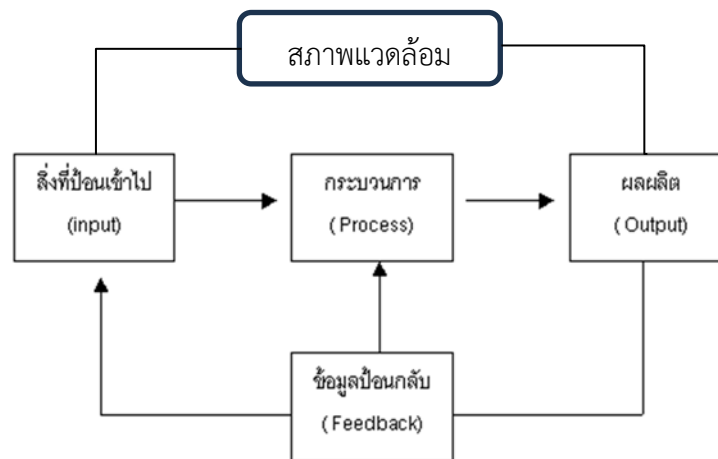 สภาพแวดล้อม
สิ่งที่ป้อนเข้าไป
(input)
กระบวนการ
( Process)
ผลผลิต
( Output)
ข้อมูลป้อนกลับ
( Feedback)